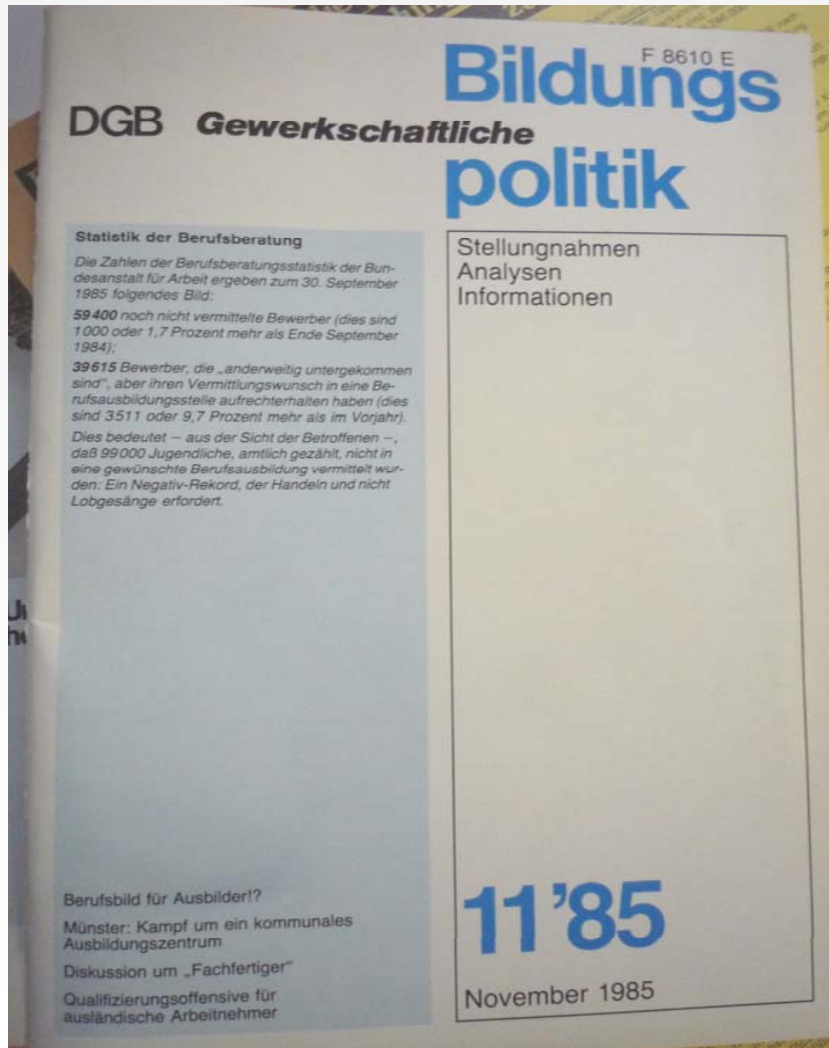 F 8610 E
Bildungs
DGB Gewerkschaftliche
politik
Statistik der Berufsberatung
Die Zahlen der Berufsberatungsstatistik der Bun-
desanstalt für Arbeit ergeben zum 30. September
1985 folgendes Bild:
59400 noch nicht vermittelte Bewerber (dies sind
1000 oder 1,7 Prozent mehr als Ende September
1984);
39615 Bewerber, die „anderweitig untergekommen
sind“, aber ihren Vermittlungswunsch in eine Be-
rufsausbildungsstelle aufrechterhalten haben (dies
sind 3511 oder 9,7 Prozent mehr als im Vorjahr).
Dies bedeutet – aus der Sicht der Betroffenen –,
daß 99000 Jugendliche, amtlich gezählt, nicht in
eine gewünschte Berufsausbildung vermittelt wur-
den: Ein Negativ-Rekord, der Handeln und nicht
Lobgesänge erfordert.
Berufsbild für Ausbilder!?
Münster: Kampf um ein kommunales
Ausbildungszentrum
Diskussion um „Fachfertiger“
Qualifizierungsoffensive für
ausländische Arbeitnehmer
Stellungnahmen
Analysen
Informationen
11’85
November 1985